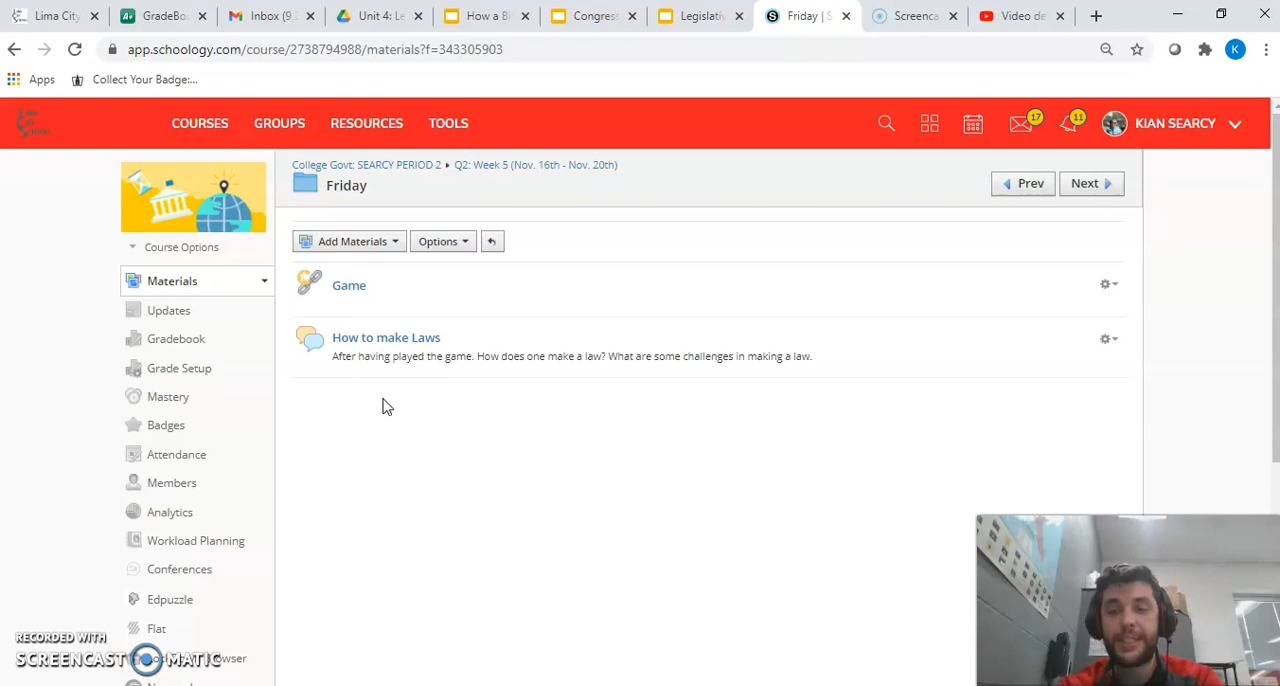 Lima City
GradeBo
Inbox (9,2
Unit 4: Le
How a Bi
Congres
Legislativ
Friday | S
Screenca
Video de
app.schoology.com/course/2738794988/materials?f=343305903
K
Apps
Collect Your Badge:...
COURSES
GROUPS
RESOURCES
TOOLS
17
11
KIAN SEARCY
College Govt: SEARCY PERIOD 2 ▸ Q2: Week 5 (Nov. 16th - Nov. 20th)
Friday
Prev
Next
Course Options
Add Materials
Options
Materials
Game
Updates
How to make Laws
Gradebook
After having played the game. How does one make a law? What are some challenges in making a law.
Grade Setup
Mastery
Badges
Attendance
Members
Analytics
Workload Planning
Conferences
Edpuzzle
Flat
RECORDED WITH
SCREENCAST-O-MATIC